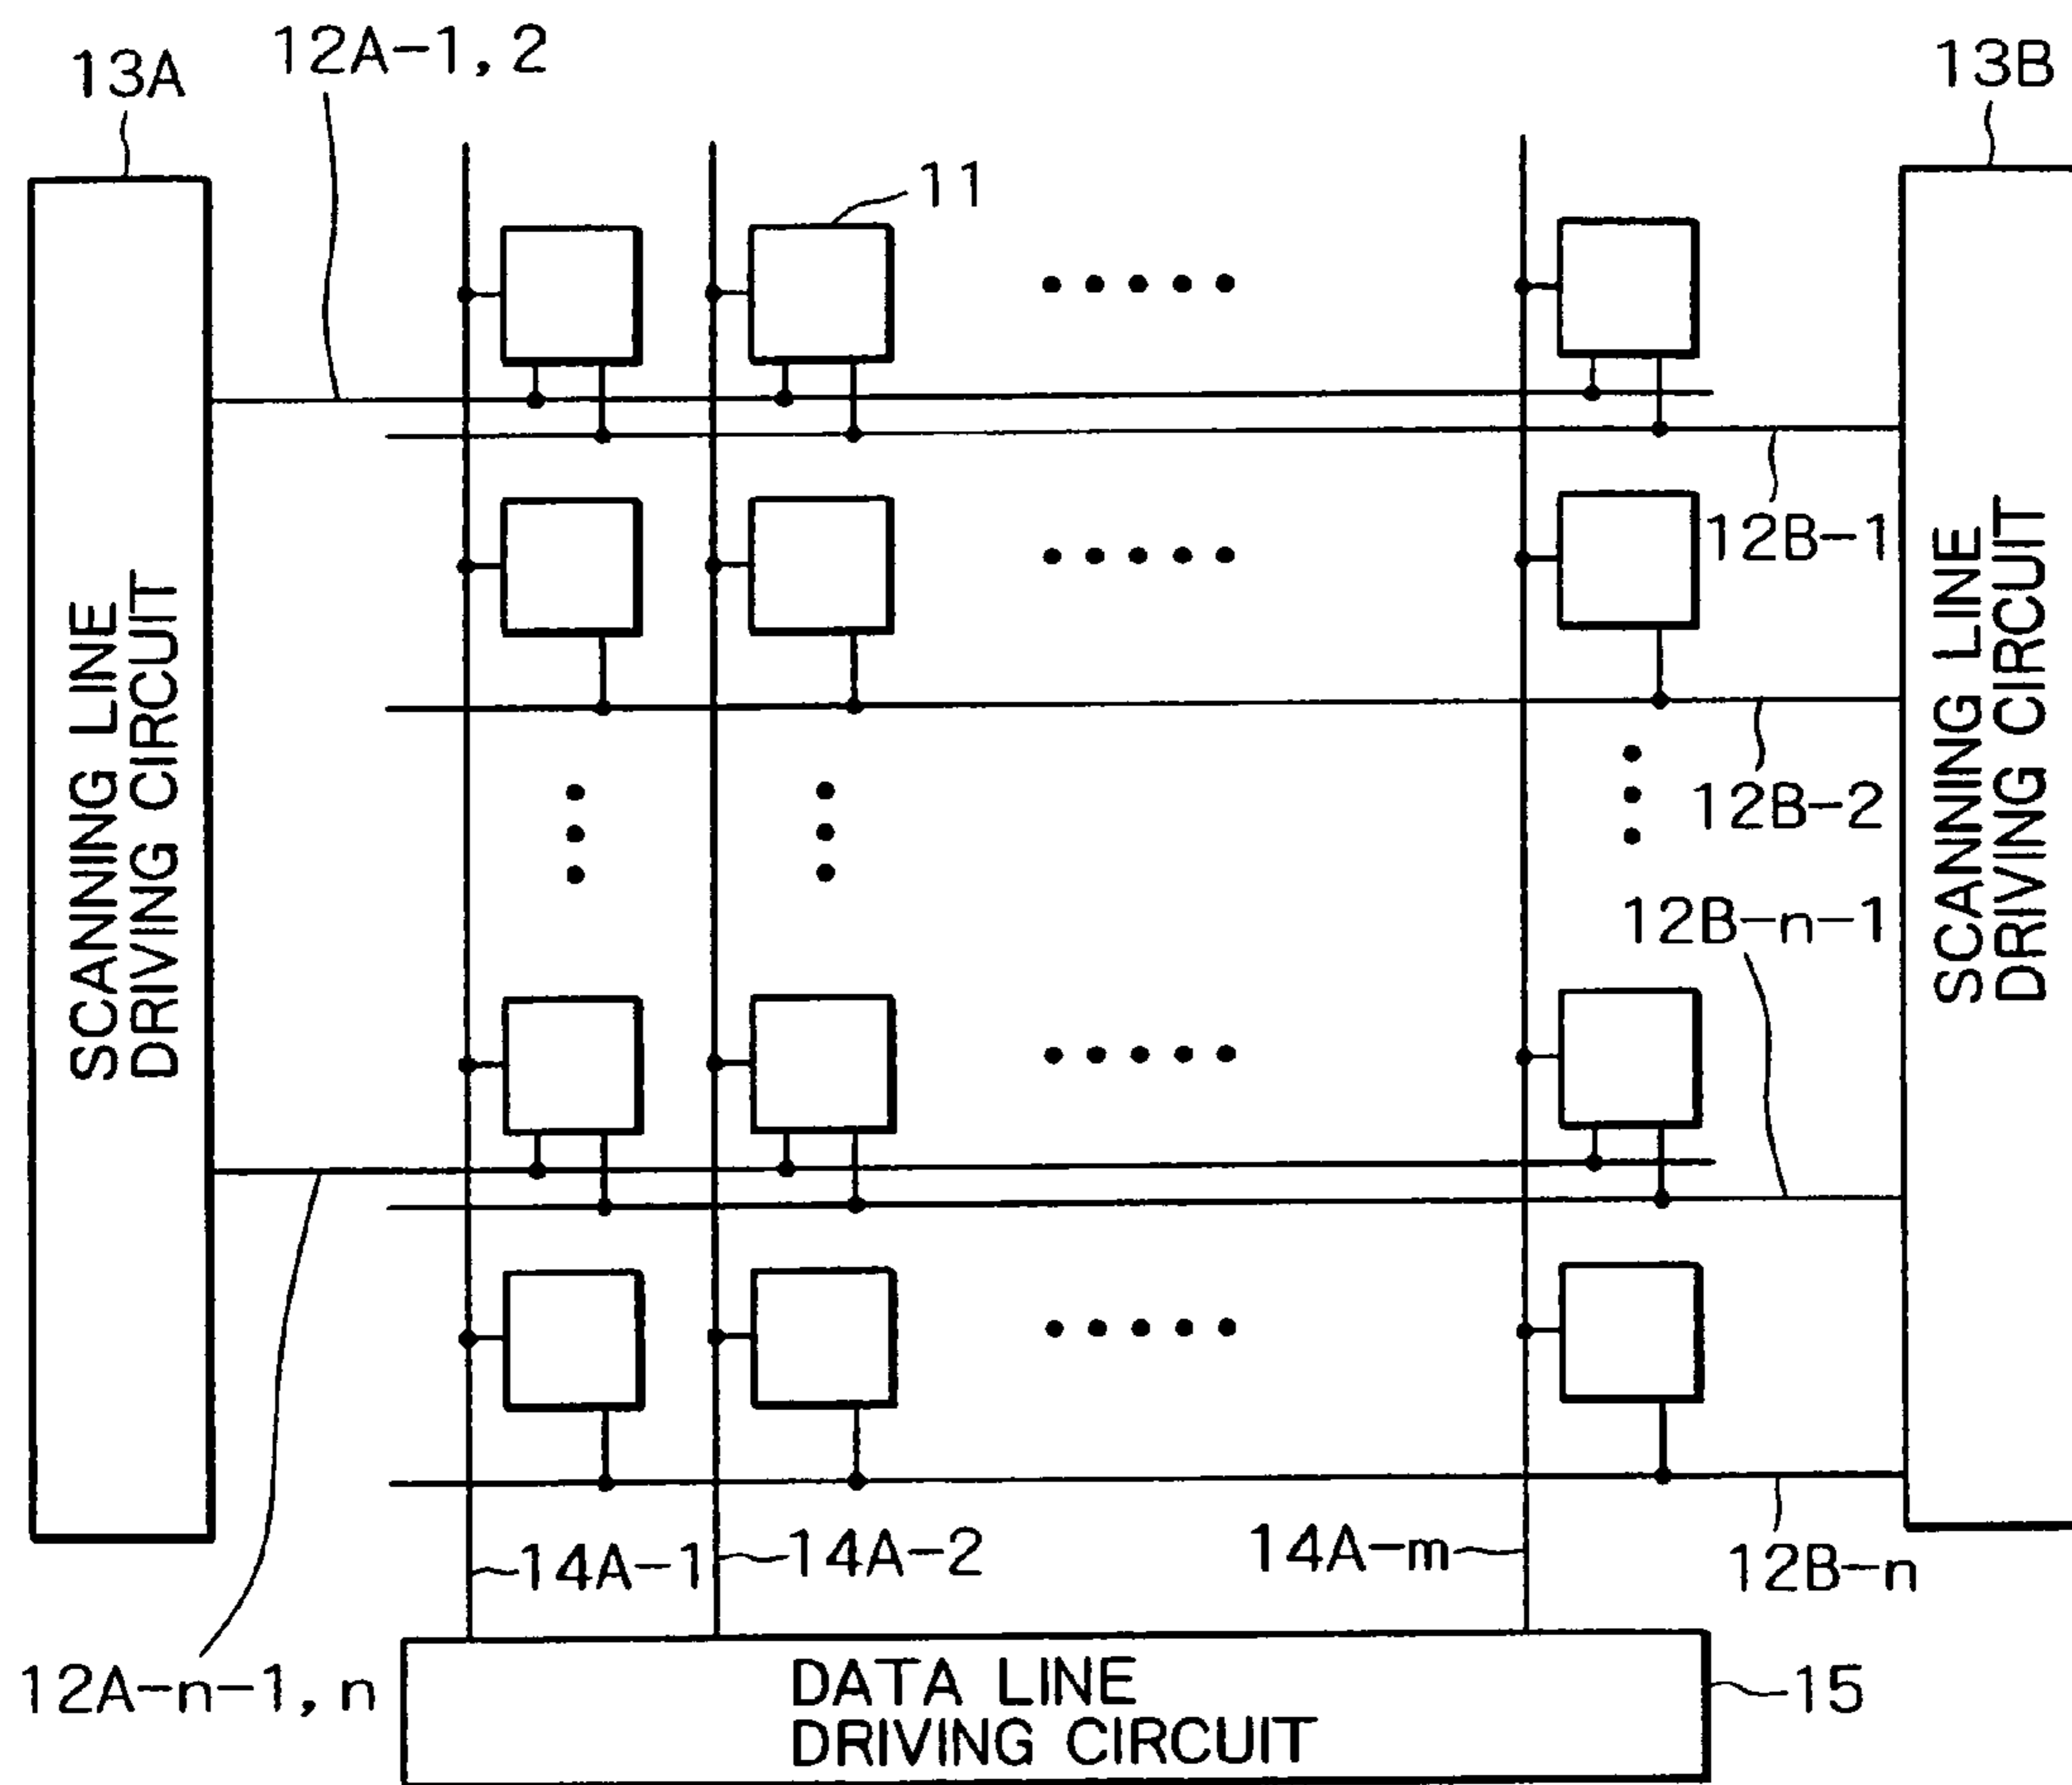 13A
12A-1,2
13B
11
12B-1
SCANNING LINE
DRIVING CIRCUIT
SCANNING LINE
DRIVING CIRCUIT
12B-2
12B-n-1
14A-1
14A-2
14A-m
12B-n
12A-n-1,n
DATA LINE
DRIVING CIRCUIT
15